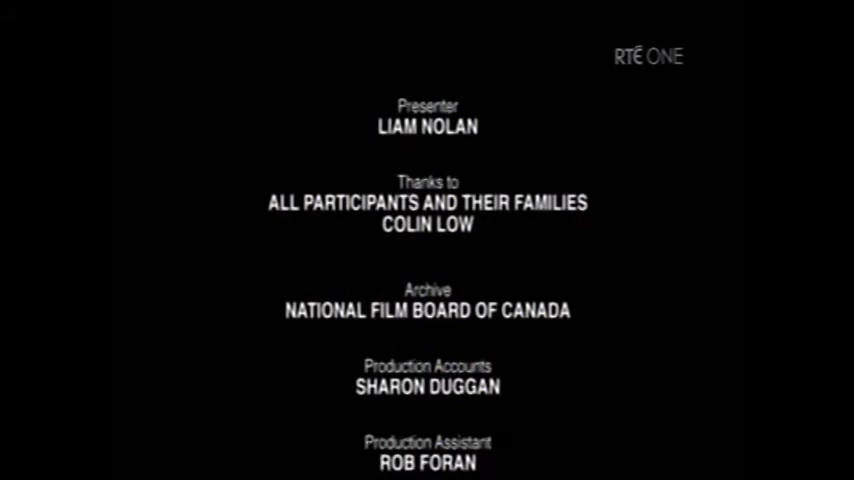 RTÉ ONE
Presenter
LIAM NOLAN
Thanks to
ALL PARTICIPANTS AND THEIR FAMILIES
COLIN LOW
Archive
NATIONAL FILM BOARD OF CANADA
Production Accounts
SHARON DUGGAN
Production Assistant
ROB FORAN